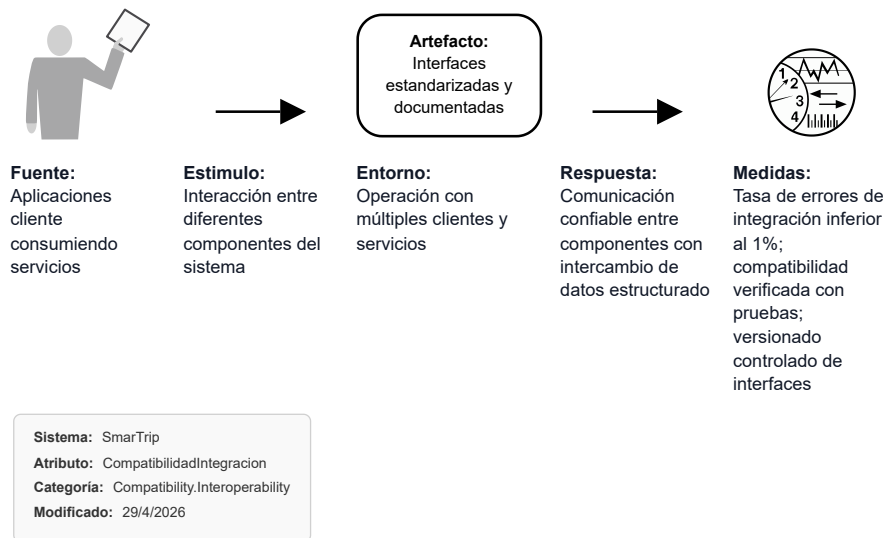 Artefacto:
Interfaces
estandarizadas y
documentadas
1
2
3
4
Fuente:
Aplicaciones
cliente
consumiendo
servicios
Estimulo:
Interacción entre
diferentes
componentes del
sistema
Entorno:
Operación con
múltiples clientes y
servicios
Respuesta:
Comunicación
confiable entre
componentes con
intercambio de
datos estructurado
Medidas:
Tasa de errores de
integración inferior
al 1%;
compatibilidad
verificada con
pruebas;
versionado
controlado de
interfaces
Sistema: SmarTrip
Atributo: CompatibilidadIntegracion
Categoría: Compatibility.Interoperability
Modificado: 29/4/2026